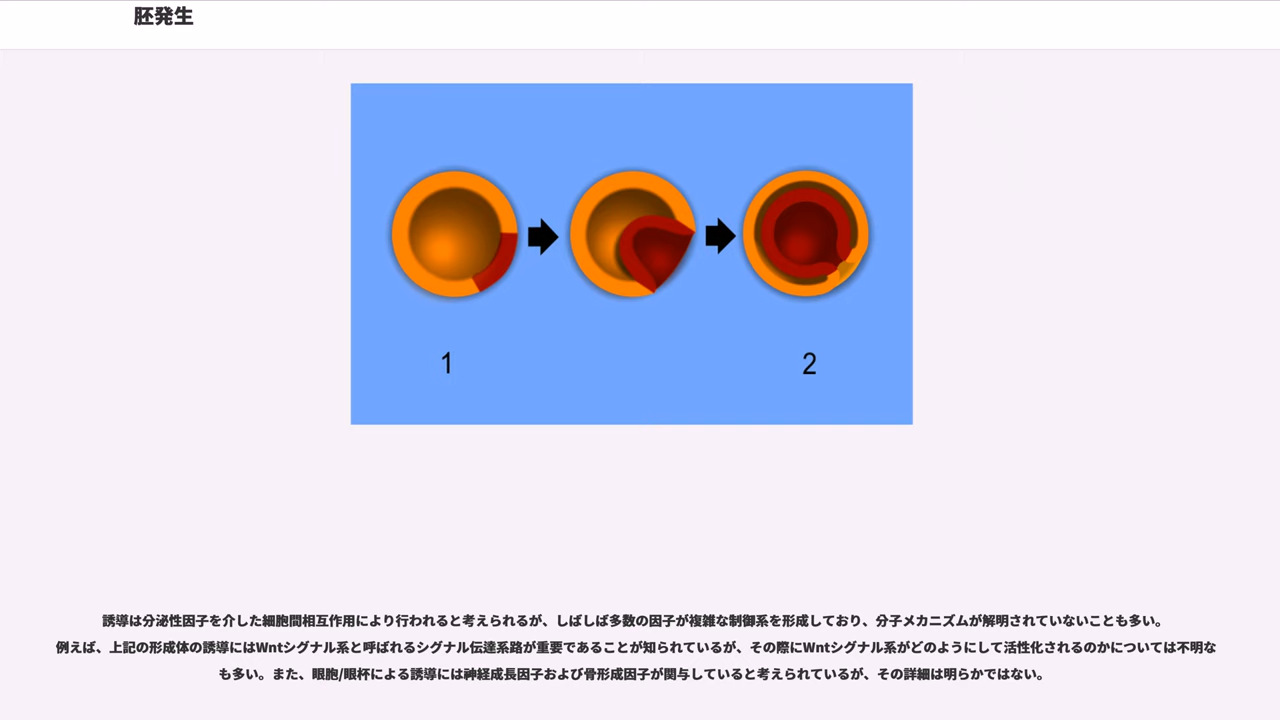 胚発生
1
2
誘導は分泌性因子を介した細胞間相互作用により行われると考えられるが、しばしば多数の因子が複雑な制御系を形成しており、分子メカニズムが解明されていないことも多い。
例えば、上記の形成体の誘導にはWntシグナル系と呼ばれるシグナル伝達系路が重要であることが知られているが、その際にWntシグナル系がどのようにして活性化されるのかについては不明な
も多い。また、眼胞/眼杯による誘導には神経成長因子および骨形成因子が関与していると考えられているが、その詳細は明らかではない。